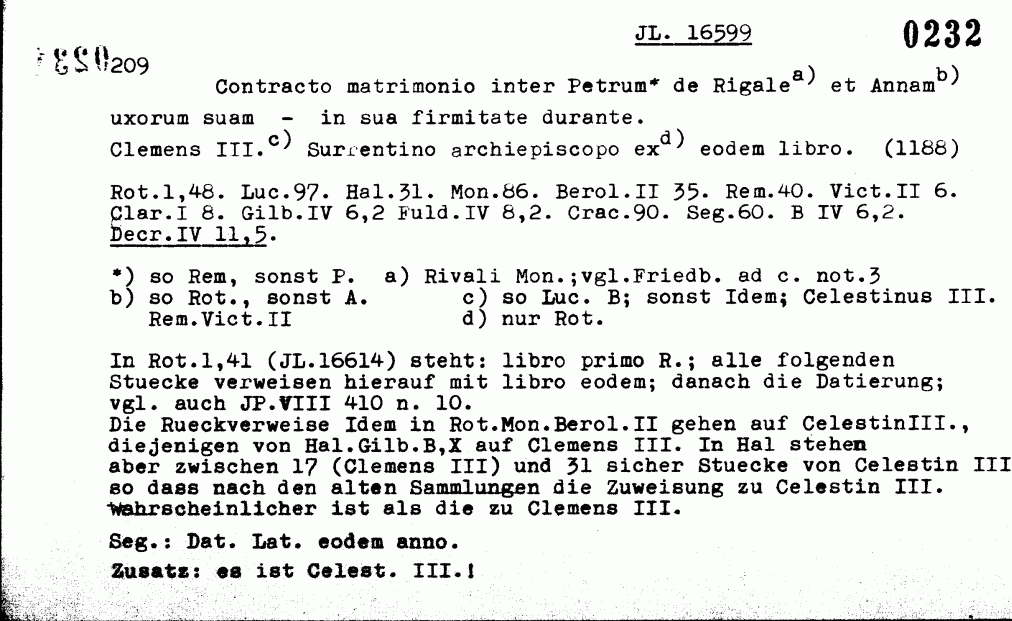 JL. 16599 0232
209
Contracto matrimonio inter Petrum* de Rigale a) et Annam b)
uxorum suam - in sua firmitate durante.
Clemens III. c) Surrentino archiepiscopo ex d) eodem libro. (1188)
Rot.1,48. Luc.97. Hal.31. Mon.86. Berol.II 35. Rem.40. Vict.II 6.
Clar.I 8. Gilb.IV 6,2 Fuld.IV 8,2. Crac.90. Seg.60. B IV 6,2.
Decr.IV 11,5.
*) so Rem, sonst P. a) Rivali Mon.;vgl.Friedb. ad c. not.3
b) so Rot., sonst A. c) so Luc. B; sonst Idem; Celestinus III.
Rem.Vict.II d) nur Rot.
In Rot.1,41 (JL.16614) steht: libro primo R.; alle folgenden
Stuecke verweisen hierauf mit libro eodem; danach die Datierung;
vgl. auch JP.VIII 410 n. 10.
Die Rueckverweise Idem in Rot.Mon.Berol.II gehen auf CelestinIII.,
diejenigen von Hal.Gilb.B,X auf Clemens III. In Hal stehen
aber zwischen 17 (Clemens III) und 31 sicher Stuecke von Celestin III
so dass nach den alten Sammlungen die Zuweisung zu Celestin III.
Wahrscheinlicher ist als die zu Clemens III.
Seg.: Dat. Lat. eodem anno.
Zusatz: es ist Celest. III.!